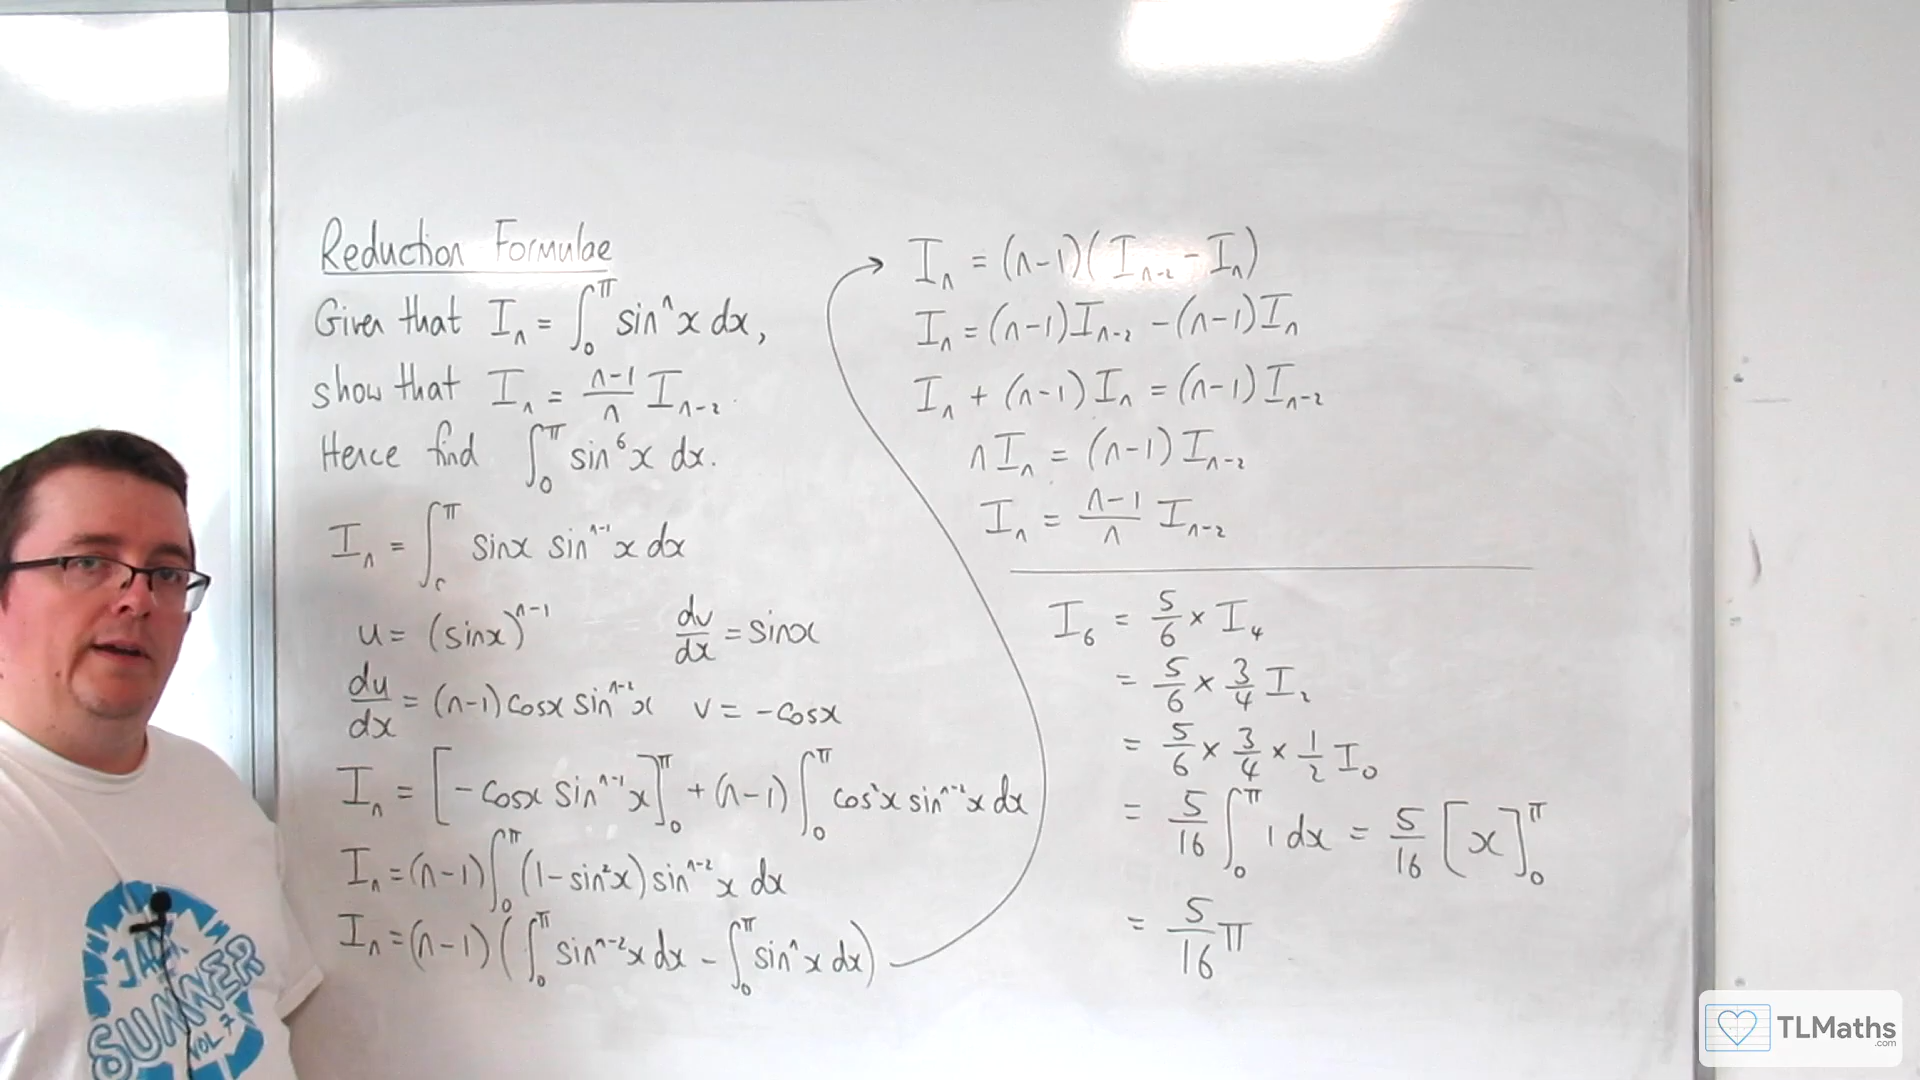 Reduction Formulae
Given that Iₙ = ∫₀^π sinⁿx dx,
show that Iₙ = (n-1)/n Iₙ₋₂.
Hence find ∫₀^π sin⁶x dx.
Iₙ = ∫₀^π sinx sinⁿ⁻¹x dx
u = (sinx)ⁿ⁻¹ dv/dx = sinx
du/dx = (n-1)cosx sinⁿ⁻²x v = -cosx
Iₙ = [-cosx sinⁿ⁻¹x]₀^π + (n-1)∫₀^π cos²x sinⁿ⁻²x dx
Iₙ = (n-1)∫₀^π (1-sin²x) sinⁿ⁻²x dx
Iₙ = (n-1)(∫₀^π sinⁿ⁻²x dx - ∫₀^π sinⁿx dx)
Iₙ = (n-1)(Iₙ₋₂ - Iₙ)
Iₙ = (n-1)Iₙ₋₂ - (n-1)Iₙ
Iₙ + (n-1)Iₙ = (n-1)Iₙ₋₂
nIₙ = (n-1)Iₙ₋₂
Iₙ = (n-1)/n Iₙ₋₂
I₆ = 5/6 × I₄
= 5/6 × 3/4 I₂
= 5/6 × 3/4 × 1/2 I₀
= 5/16 ∫₀^π 1 dx = 5/16 [x]₀^π
= 5/16 π
SUMMER
VOL 7
TLMaths
.com